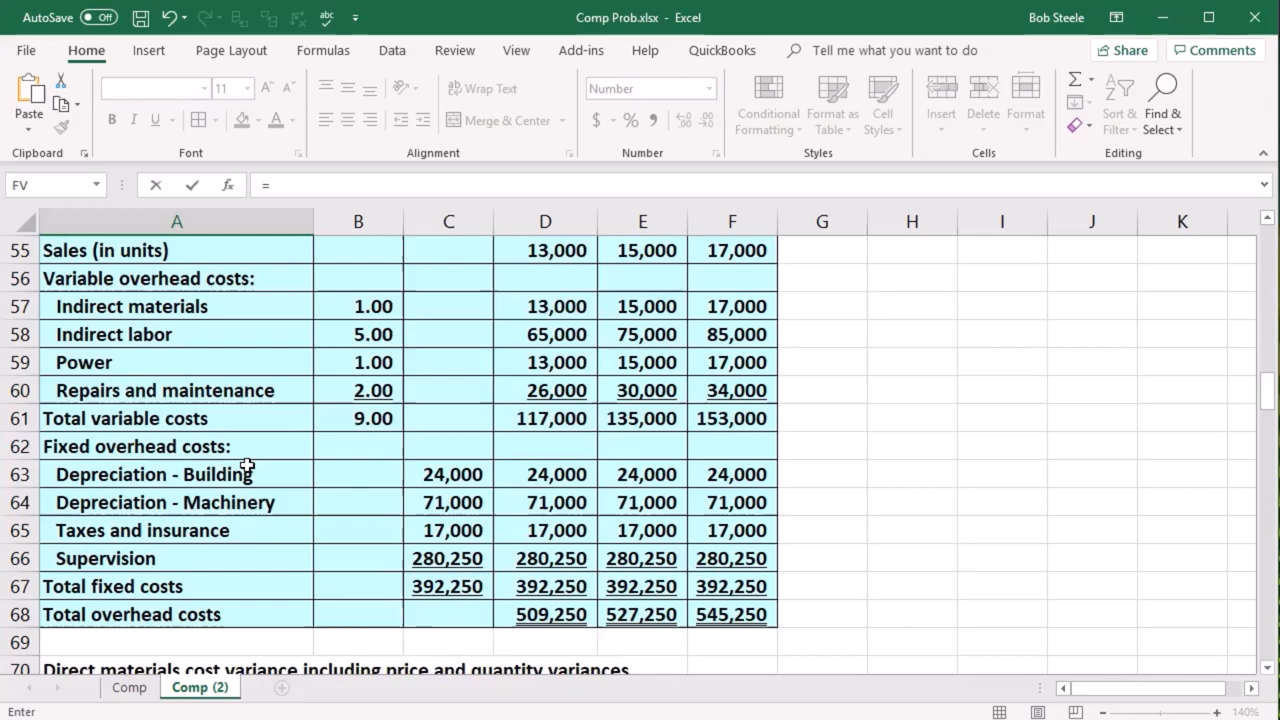 AutoSave Off abc Comp Prob.xlsx - Excel Bob Steele
File Home Insert Page Layout Formulas Data Review View Add-ins Help QuickBooks Tell me what you want to do Share Comments
11 A A Wrap Text Number
Paste B I U A Merge & Center $ % Conditional Formatting Format as Table Cell Styles Insert Delete Format Sort & Filter Find & Select
Clipboard Font Alignment Number Styles Cells Editing
FV fx =
A B C D E F G H I J K
55 Sales (in units) 13,000 15,000 17,000
56 Variable overhead costs:
57 Indirect materials 1.00 13,000 15,000 17,000
58 Indirect labor 5.00 65,000 75,000 85,000
59 Power 1.00 13,000 15,000 17,000
60 Repairs and maintenance 2.00 26,000 30,000 34,000
61 Total variable costs 9.00 117,000 135,000 153,000
62 Fixed overhead costs:
63 Depreciation - Building 24,000 24,000 24,000 24,000
64 Depreciation - Machinery 71,000 71,000 71,000 71,000
65 Taxes and insurance 17,000 17,000 17,000 17,000
66 Supervision 280,250 280,250 280,250 280,250
67 Total fixed costs 392,250 392,250 392,250 392,250
68 Total overhead costs 509,250 527,250 545,250
69
70 Direct materials cost variance including price and quantity variances
Comp Comp (2)
Enter 140%